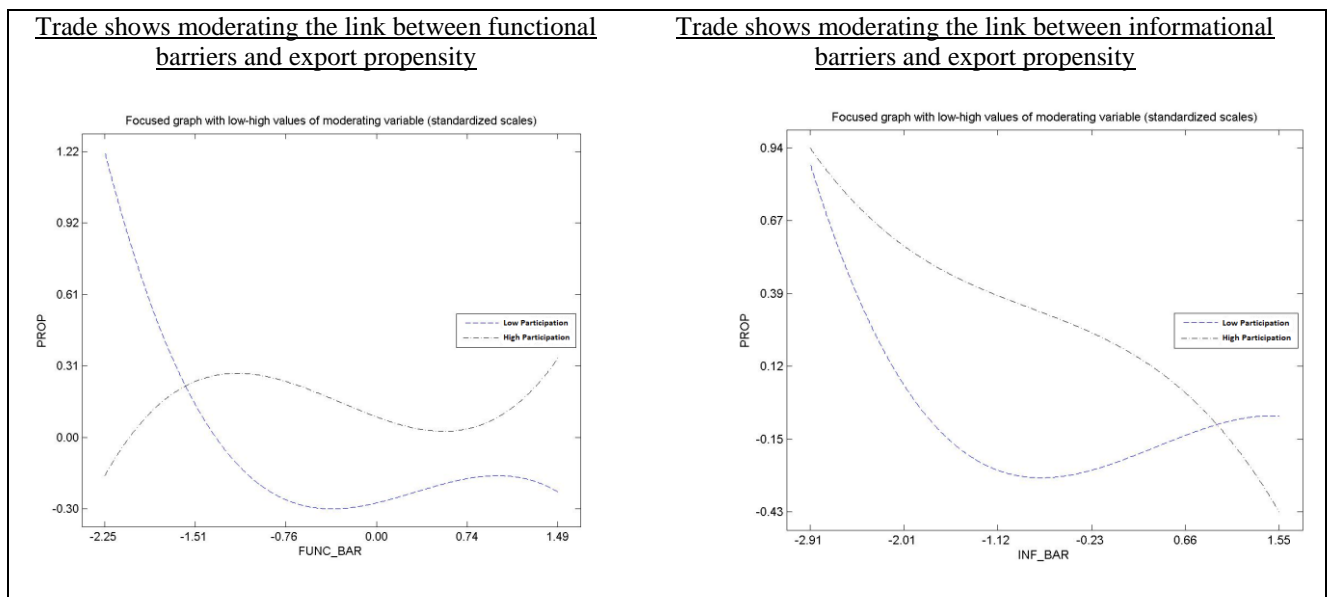 Trade shows moderating the link between functional
barriers and export propensity
Focused graph with low-high values of moderating variable (standardized scales)
1.22
0.92
0.61
0.31
0.00
-0.30
PROP
Low Participation
High Participation
-2.25 -1.51 -0.76 0.00 0.74 1.49
FUNC_BAR
Trade shows moderating the link between informational
barriers and export propensity
Focused graph with low-high values of moderating variable (standardized scales)
0.94
0.67
0.39
0.12
-0.15
-0.43
PROP
Low Participation
High Participation
-2.91 -2.01 -1.12 -0.23 0.66 1.55
INF_BAR